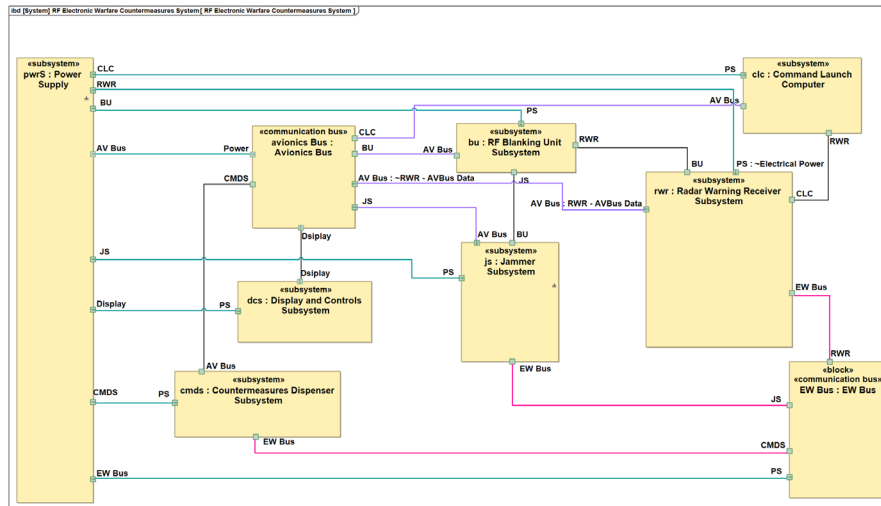 ibd [System] RF Electronic Warfare Countermeasures System[ RF Electronic Warfare Countermeasures System ]
«subsystem»
pwrS : Power
Supply
CLC
RWR
BU
AV Bus
JS
Display
CMDS
EW Bus
«communication bus»
avionics Bus :
Avionics Bus
Power
CMDS
CLC
BU
AV Bus : ~RWR - AVBus Data
JS
Dsiplay
Dsiplay
«subsystem»
dcs : Display and Controls
Subsystem
PS
AV Bus
«subsystem»
cmds : Countermeasures Dispenser
Subsystem
PS
EW Bus
PS
«subsystem»
bu : RF Blanking Unit
Subsystem
AV Bus
RWR
JS
AV Bus
BU
«subsystem»
js : Jammer
Subsystem
PS
EW Bus
«subsystem»
clc : Command Launch
Computer
PS
AV Bus
RWR
BU
PS : ~Electrical Power
«subsystem»
rwr : Radar Warning Receiver
Subsystem
AV Bus : RWR - AVBus Data
CLC
EW Bus
RWR
«block»
«communication bus»
EW Bus : EW Bus
JS
CMDS
PS